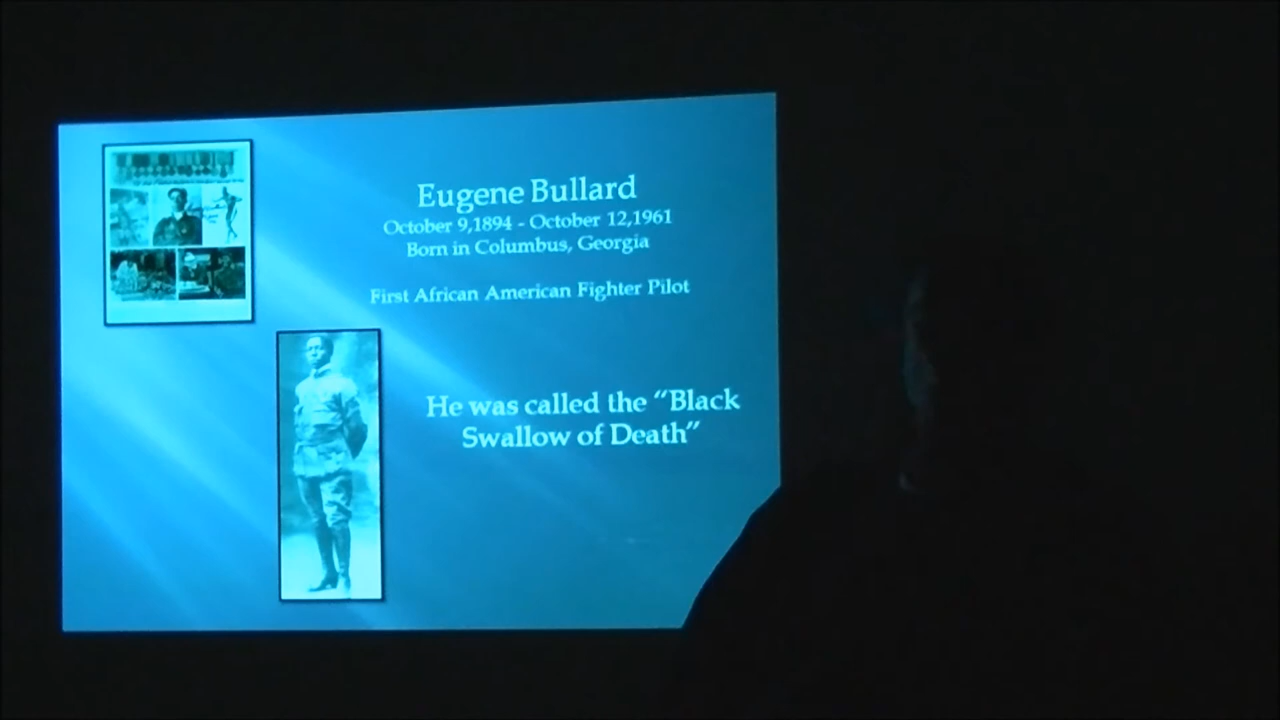 Eugene Bullard
October 9,1894 - October 12,1961
Born in Columbus, Georgia
First African American Fighter Pilot
He was called the “Black
Swallow of Death”